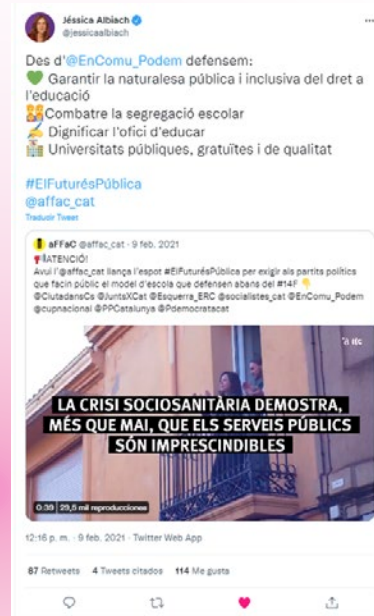 Jéssica Albiach
@jessicaalbiach
Des d'@EnComu_Podem defensem:
💚 Garantir la naturalesa pública i inclusiva del dret a
l'educació
Combatre la segregació escolar
✍ Dignificar l'ofici d'educar
🏫 Universitats públiques, gratuïtes i de qualitat
#ElFuturésPública
@affac_cat
Traducir Tweet
aFFaC @affac_cat · 9 feb. 2021
ATENCIÓ!
Avui l'@affac_cat llança l'espot #ElFuturésPública per exigir als partits polítics
que facin públic el model d'escola que defensen abans del #14F 👇
@CiutadansCs @JuntsXCat @Esquerra_ERC @socialistes_cat @EnComu_Podem
@cupnacional @PPCatalunya @Pdemocratacat
LA CRISI SOCIOSANITÀRIA DEMOSTRA,
MÉS QUE MAI, QUE ELS SERVEIS PÚBLICS
SÓN IMPRESCINDIBLES
0:39 29,5 mil reproducciones
12:16 p. m. · 9 feb. 2021 · Twitter Web App
87 Retweets 4 Tweets citados 114 Me gusta